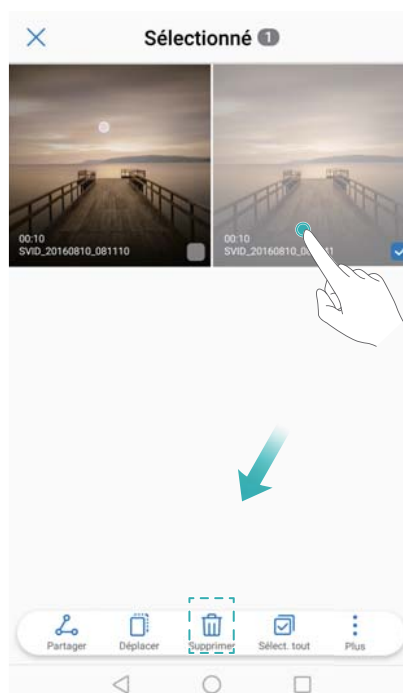 Sélectionné 1
00:10
SVID_20160810_081110
00:10
Partager Déplacer Supprimer Sélect. tout Plus